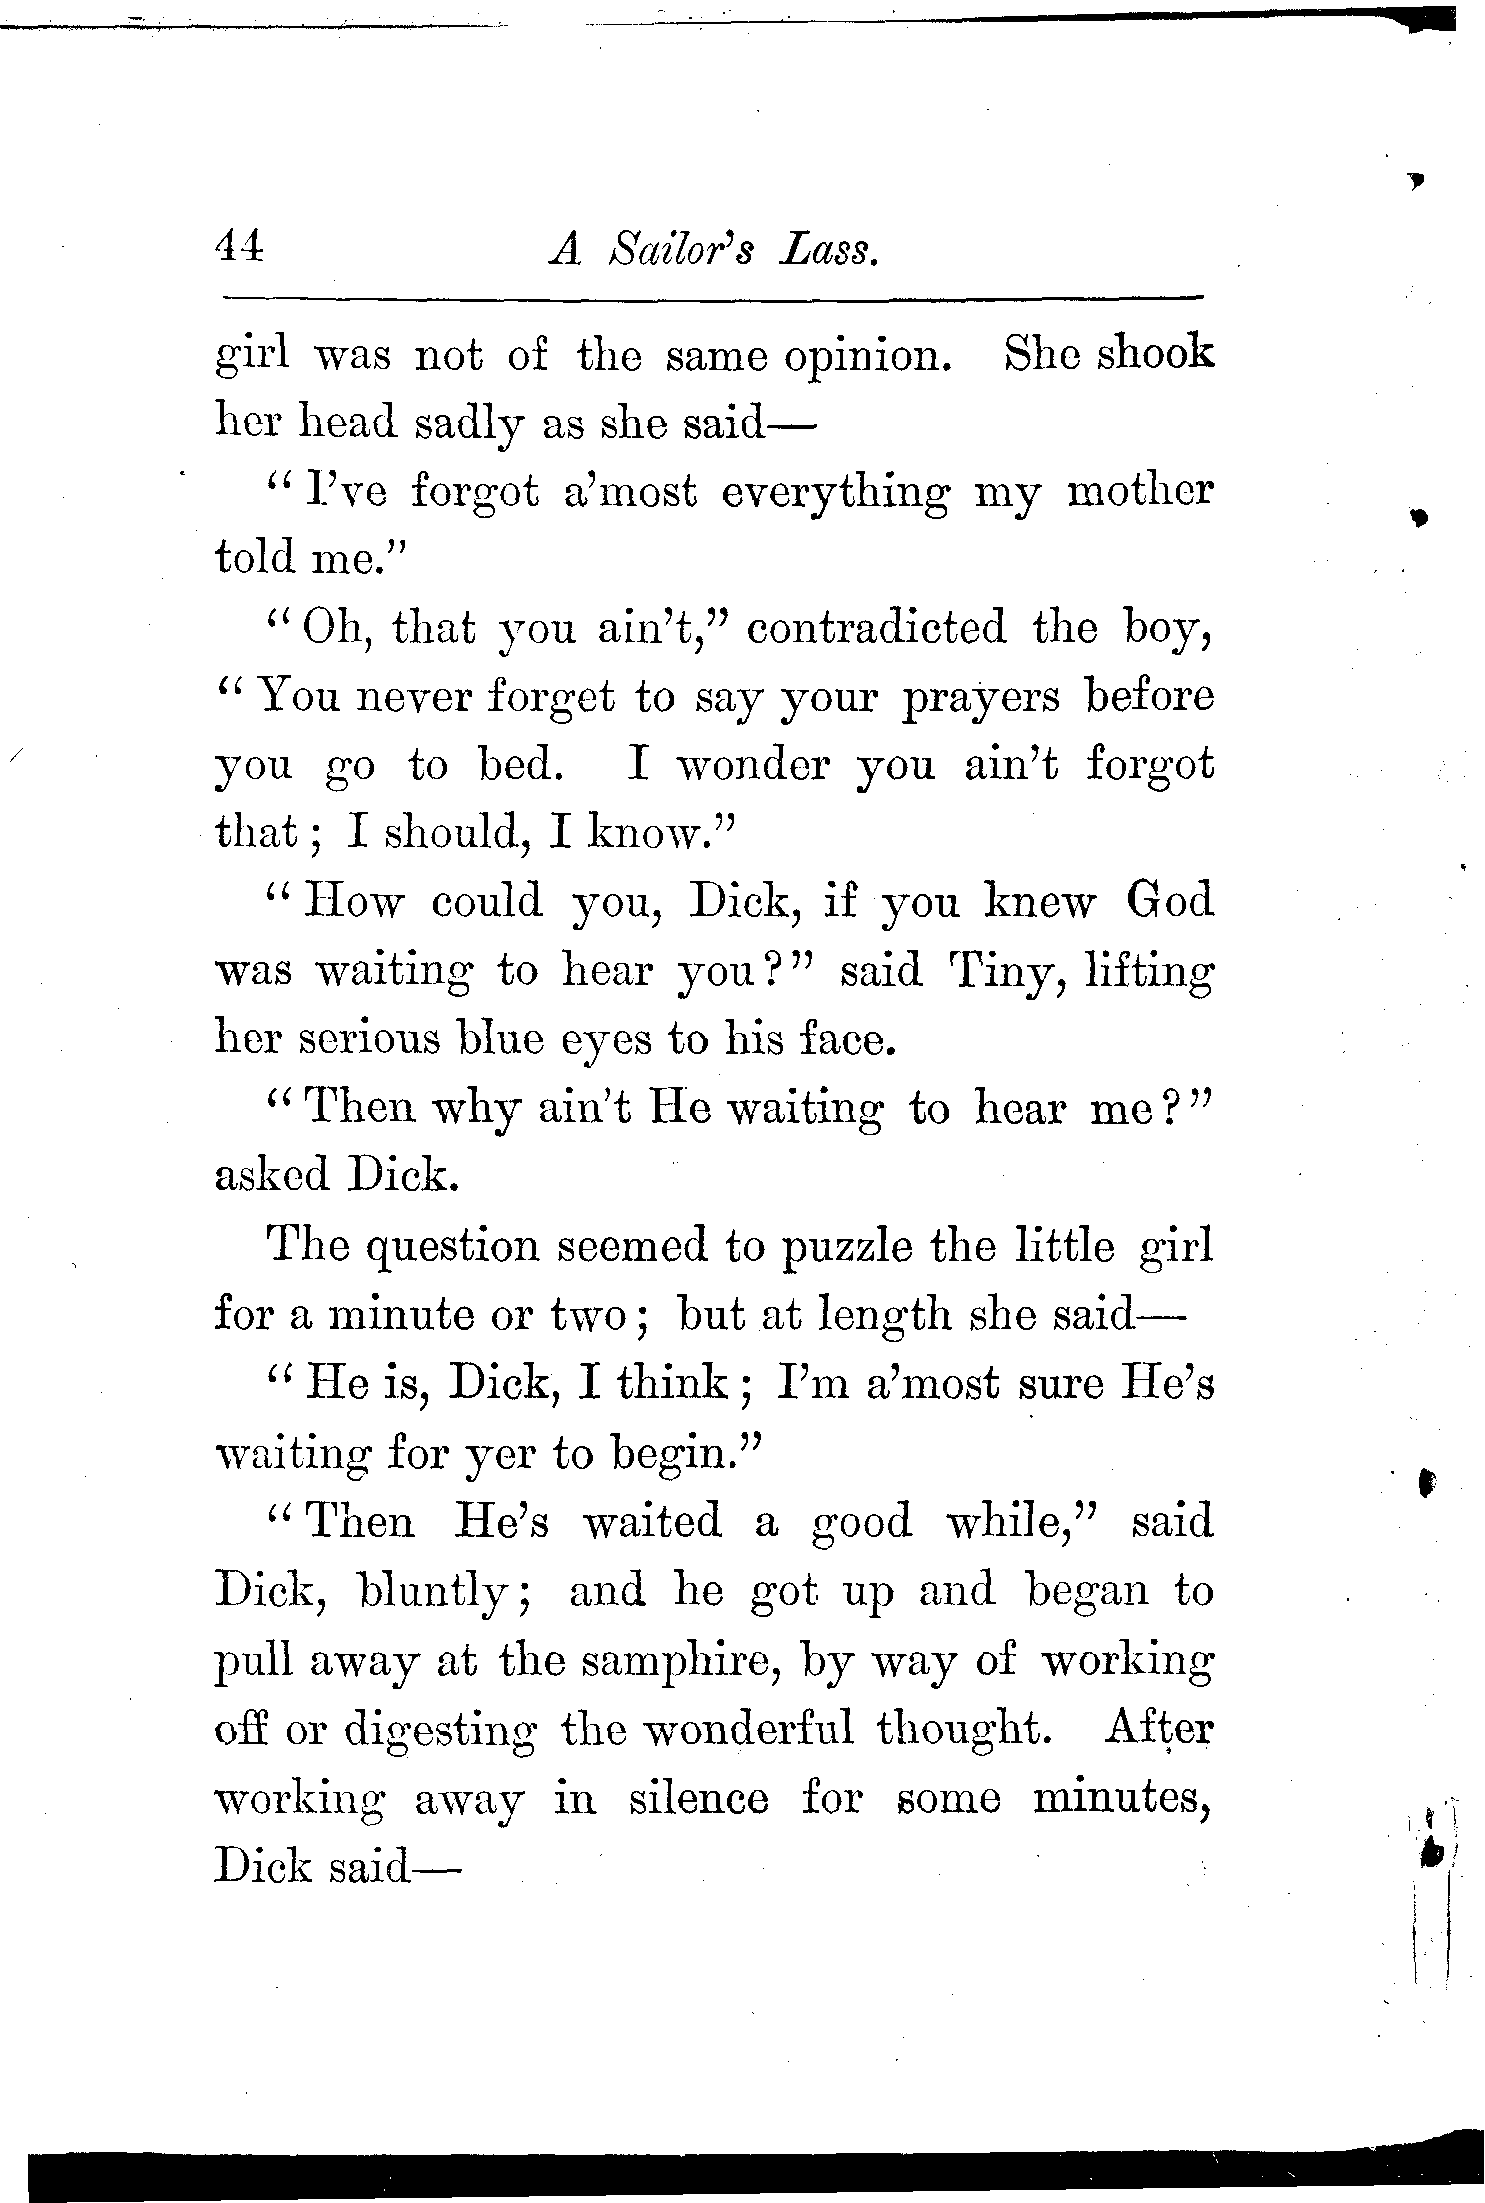 44 A Sailor's Lass.
girl was not of the same opinion. She shook
her head sadly as she said—
"I've forgot a'most everything my mother
told me."
"Oh, that you ain't," contradicted the boy,
"You never forget to say your prayers before
you go to bed. I wonder you ain't forgot
that; I should, I know."
"How could you, Dick, if you knew God
was waiting to hear you?" said Tiny, lifting
her serious blue eyes to his face.
"Then why ain't He waiting to hear me?"
asked Dick.
The question seemed to puzzle the little girl
for a minute or two; but at length she said—
"He is, Dick, I think; I'm a'most sure He's
waiting for yer to begin."
"Then He's waited a good while," said
Dick, bluntly; and he got up and began to
pull away at the samphire, by way of working
off or digesting the wonderful thought. After
working away in silence for some minutes,
Dick said—